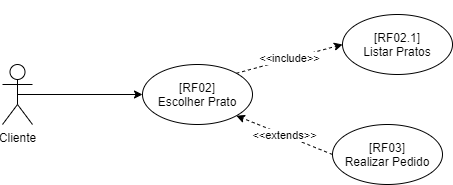 [RF02.1]
Listar Pratos
<<include>>
[RF02]
Escolher Prato
<<extends>>
Cliente
[RF03]
Realizar Pedido